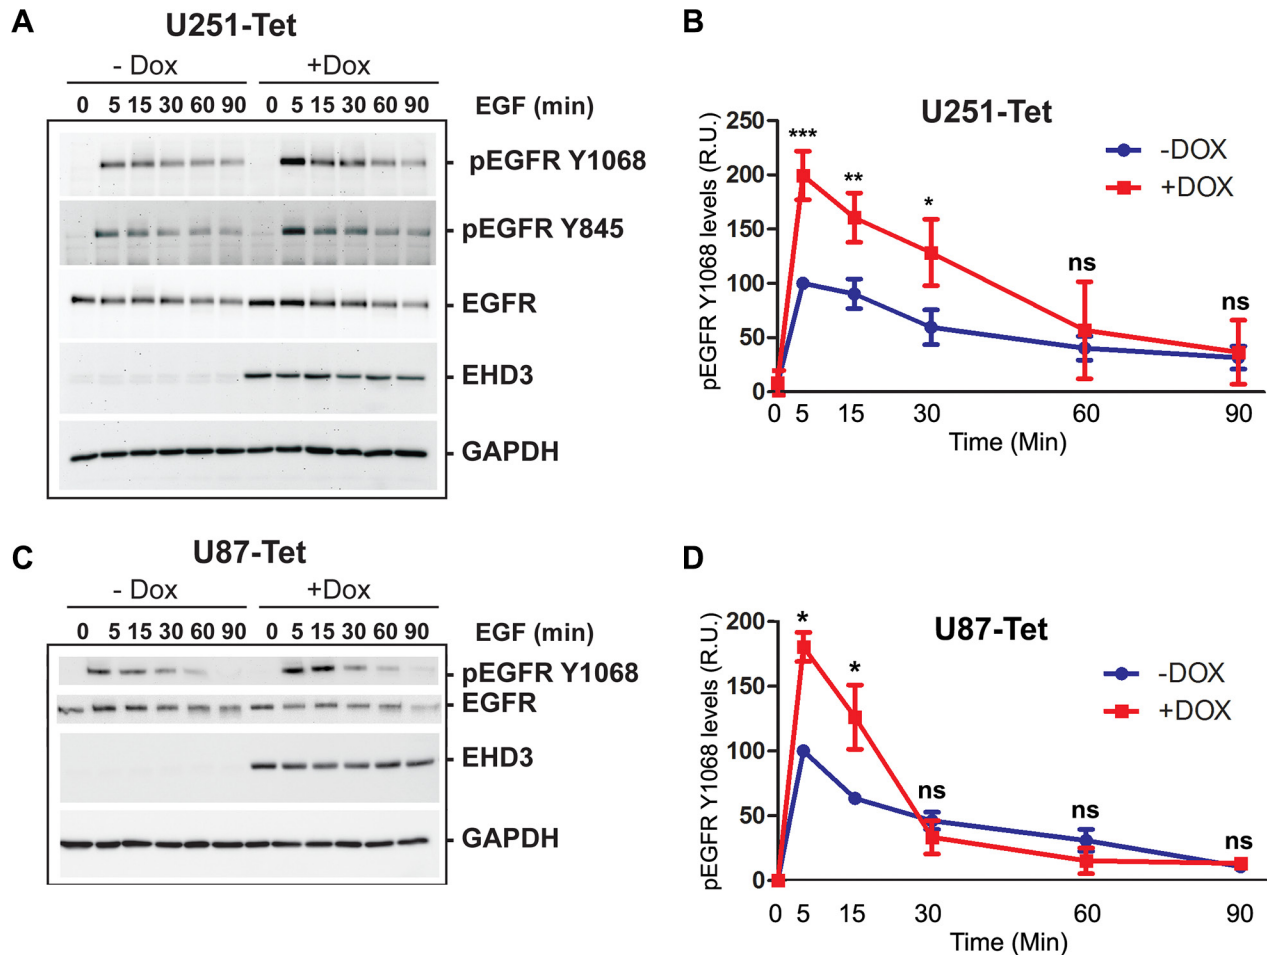 A
U251-Tet
- Dox +Dox
0 5 15 30 60 90 0 5 15 30 60 90 EGF (min)
pEGFR Y1068
pEGFR Y845
EGFR
EHD3
GAPDH
B
U251-Tet
-DOX
+DOX
pEGFR Y1068 levels (R.U.)
250
200
150
100
50
0
*** ** * ns ns
0 5 15 30 60 90
Time (Min)
C
U87-Tet
- Dox +Dox
0 5 15 30 60 90 0 5 15 30 60 90 EGF (min)
pEGFR Y1068
EGFR
EHD3
GAPDH
D
U87-Tet
-DOX
+DOX
pEGFR Y1068 levels (R.U.)
200
150
100
50
0
* * ns ns ns
0 5 15 30 60 90
Time (Min)